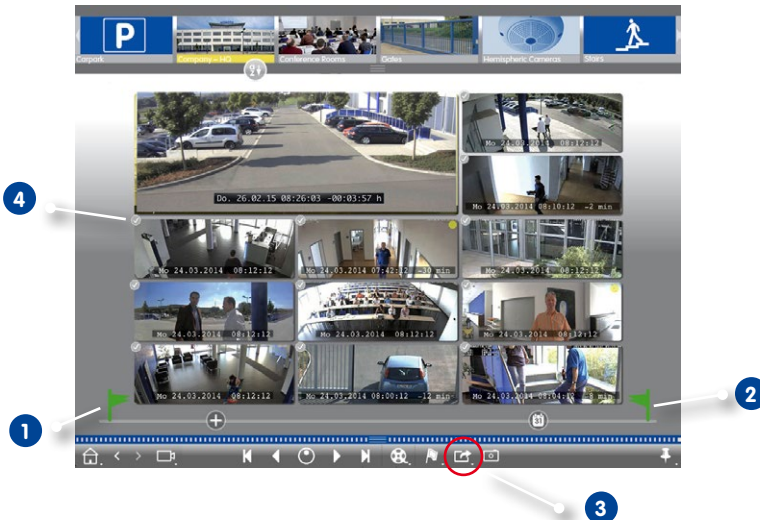 P
Carpark
Company – HQ
Conference Rooms
Gates
Hemispheric Cameras
Stairs
Mo 24.03.2014 08:12:12
Do. 26.02.15 08:26:03 -00:03:57 h
Mo 24.03.2014 08:10:12 -2 min
4
Mo 24.03.2014 08:12:12
Mo 24.03.2014 07:42:12 -30 min
Mo 24.03.2014 08:12:12
Mo 24.03.2014 08:12:12
Mo 24.03.2014 08:12:12
Mo 24.03.2014 08:12:12
Mo 24.03.2014 08:12:12
Mo 24.03.2014 08:00:12 -12 min
Mo 24.03.2014 08:04:12 -8 min
1
2
31
3